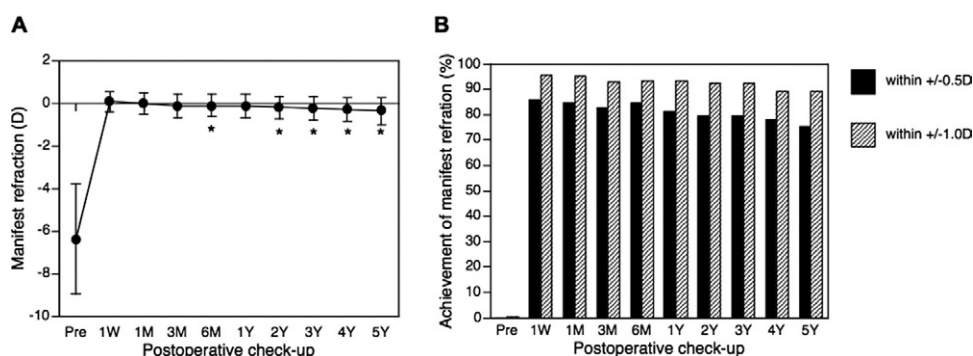 A
Manifest refraction (D)
2
0
-2
-4
-6
-8
-10
* * * * *
Pre 1W 1M 3M 6M 1Y 2Y 3Y 4Y 5Y
Postoperative check-up
B
Achievement of manifest refration (%)
100
90
80
70
60
50
40
30
20
10
0
Pre 1W 1M 3M 6M 1Y 2Y 3Y 4Y 5Y
Postoperative check-up
within +/-0.5D
within +/-1.0D